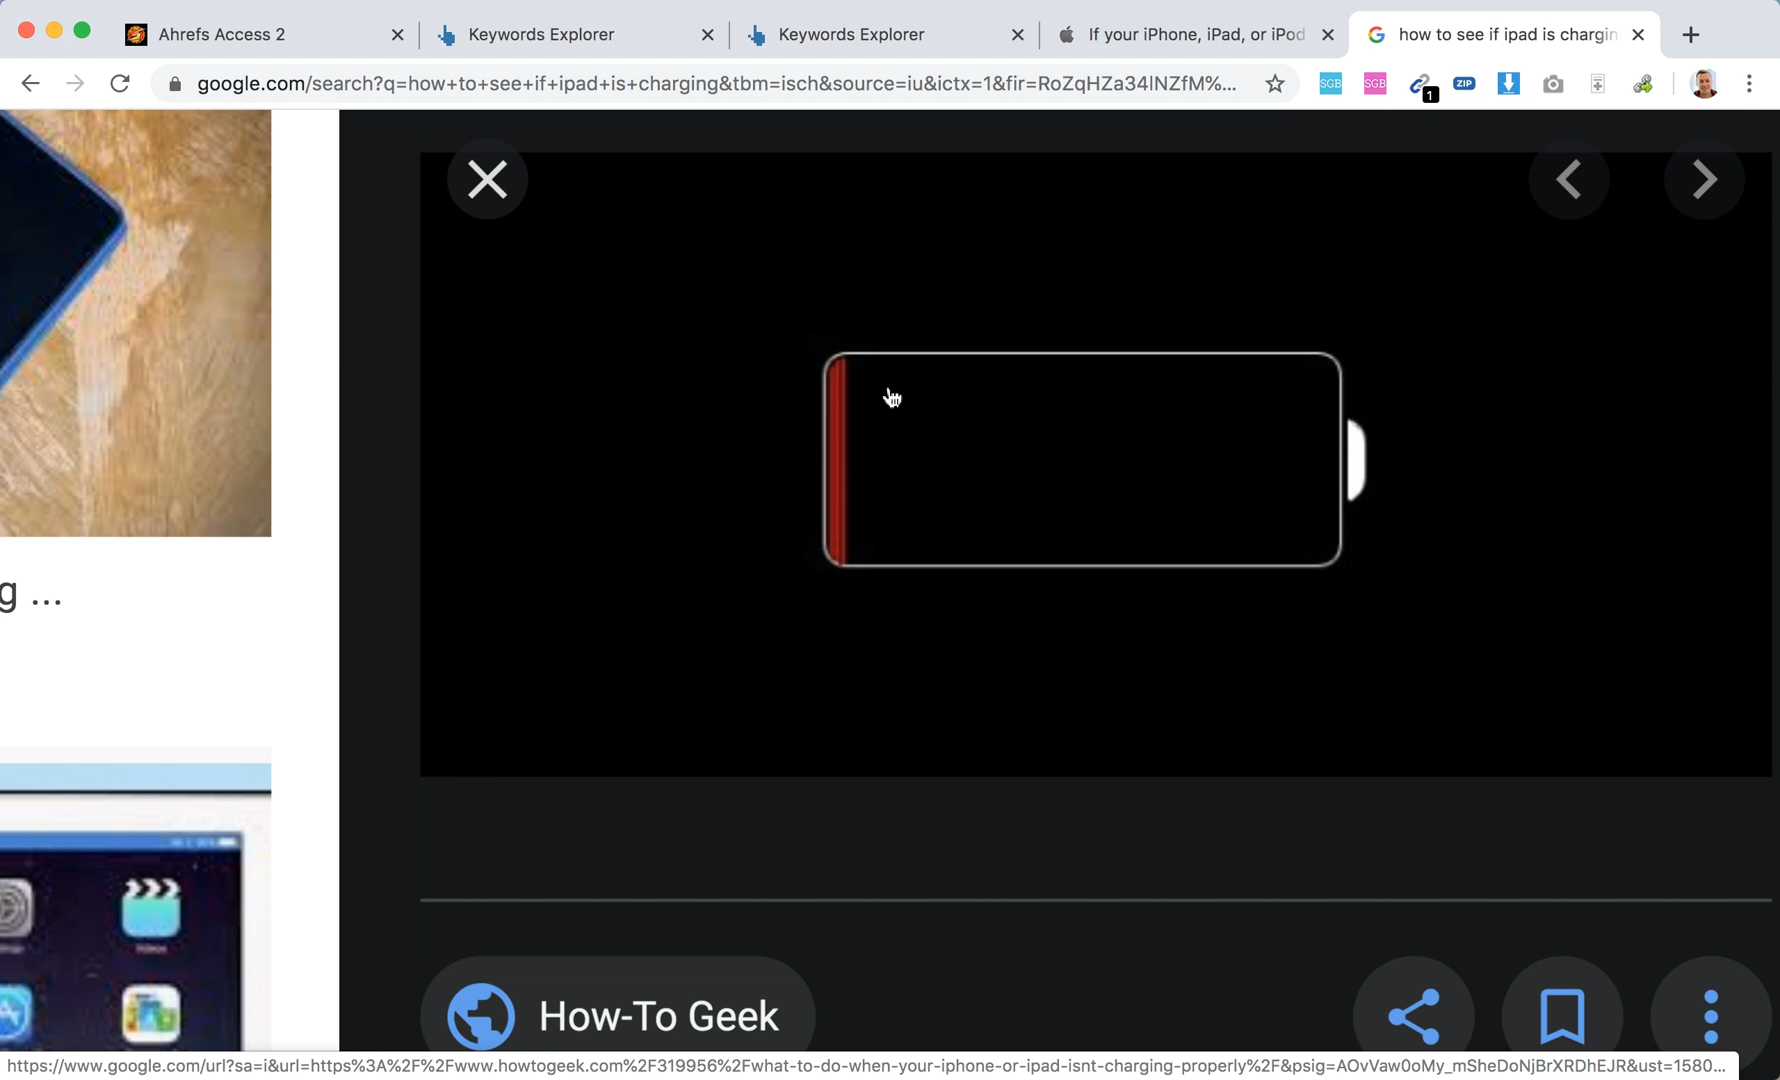 Ahrefs Access 2
Keywords Explorer
Keywords Explorer
If your iPhone, iPad, or iPod
how to see if ipad is chargin
google.com/search?q=how+to+see+if+ipad+is+charging&tbm=isch&source=iu&ictx=1&fir=RoZqHZa34lNZfM%...
SGB
SGB
1
ZIP
g ...
How-To Geek
https://www.google.com/url?sa=i&url=https%3A%2F%2Fwww.howtogeek.com%2F319956%2Fwhat-to-do-when-your-iphone-or-ipad-isnt-charging-properly%2F&psig=AOvVaw0oMy_mSheDoNjBrXRDhEJR&ust=1580...